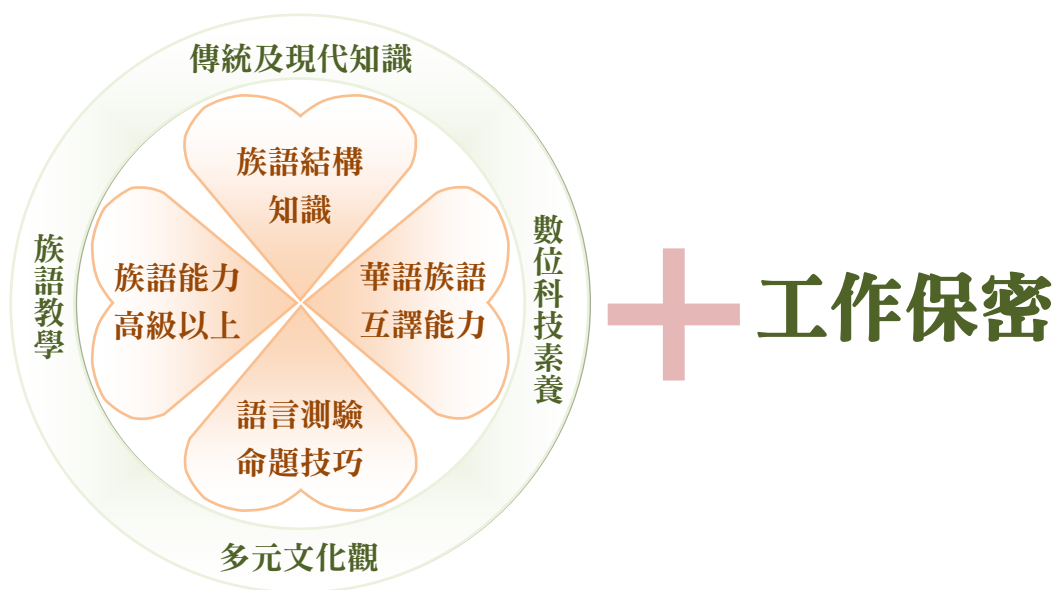 傳統及現代知識
族語結構
知識
族語教學
族語能力
高級以上
華語族語
互譯能力
數位科技素養
語言測驗
命題技巧
多元文化觀
工作保密